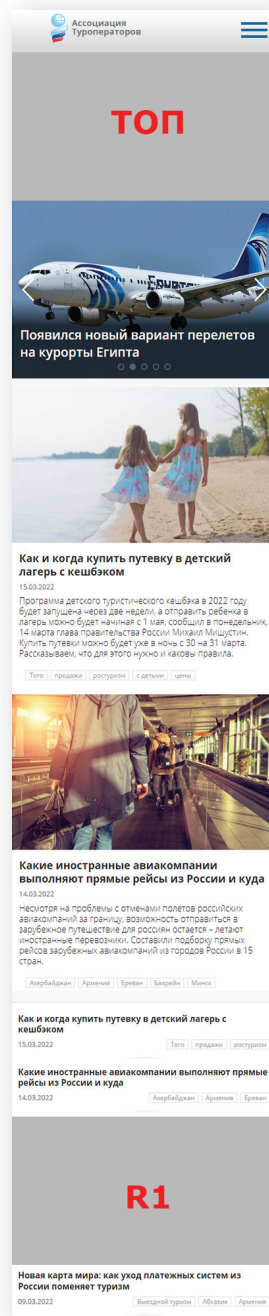 Ассоциация
Туроператоров
ТОП
EGYPTAIR
Появился новый вариант перелетов
на курорты Египта
Как и когда купить путевку в детский
лагерь с кешбэком
15.03.2022
Программа детского туристического кешбэка в 2022 году
будет запущена через две недели, а отправить ребенка в
лагерь можно будет начиная с 1 мая, сообщил в понедельник,
14 марта глава правительства России Михаил Мишустин.
Купить путевки можно будет уже в ночь с 30 на 31 марта.
Рассказываем, что для этого нужно и каковы правила.
Того продажи ростуризм с детьми цены
Какие иностранные авиакомпании
выполняют прямые рейсы из России и куда
14.03.2022
Несмотря на проблемы с отменами полетов российских
авиакомпаний за границу, возможность отправиться в
зарубежное путешествие для россиян остается – летают
иностранные перевозчики. Составили подборку прямых
рейсов зарубежных авиакомпаний из городов России в 15
стран.
Азербайджан Армения Ереван Бахрейн Минск
Как и когда купить путевку в детский лагерь с
кешбэком
15.03.2022 Того продажи ростуризм
Какие иностранные авиакомпании выполняют прямые
рейсы из России и куда
14.03.2022 Азербайджан Армения Ереван
R1
Новая карта мира: как уход платежных систем из
России поменяет туризм
09.03.2022 Выездной туризм Абхазия Армения